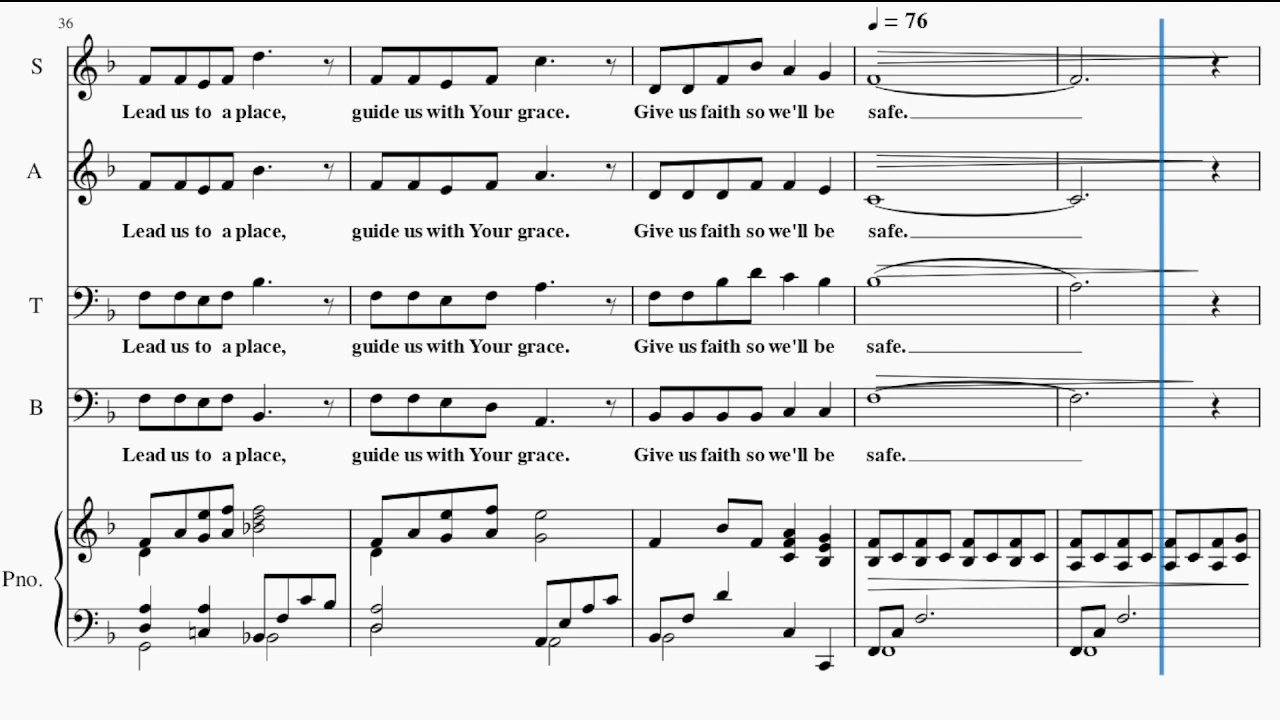 36
♩ = 76
S
Lead us to a place, guide us with Your grace. Give us faith so we'll be safe.
A
Lead us to a place, guide us with Your grace. Give us faith so we'll be safe.
T
Lead us to a place, guide us with Your grace. Give us faith so we'll be safe.
B
Lead us to a place, guide us with Your grace. Give us faith so we'll be safe.
Pno.